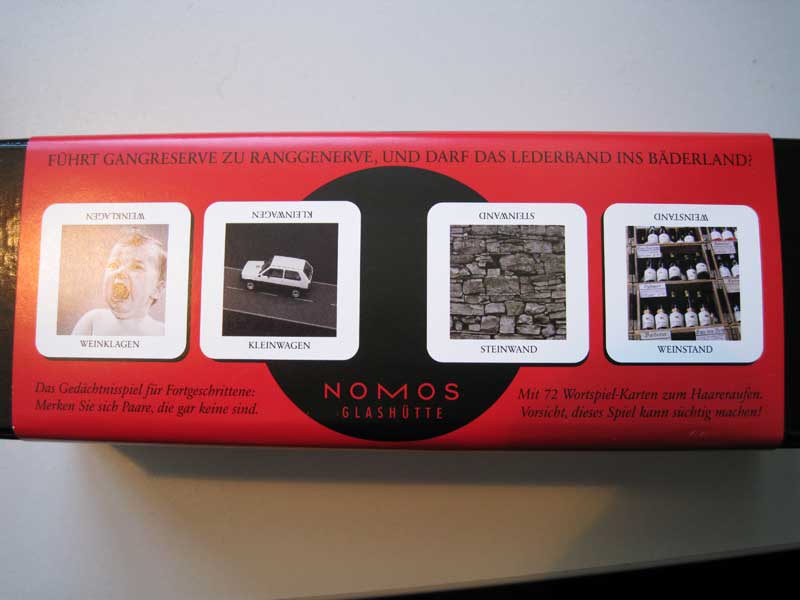 FÜHRT GANGRESERVE ZU RANGGENERVE, UND DARF DAS LEDERBAND INS BÄDERLAND?
WEINKLAGEN
KLEINWAGEN
STEINWAND
WEINSTAND
WEINKLAGEN
KLEINWAGEN
STEINWAND
WEINSTAND
Das Gedächtnisspiel für Fortgeschrittene:
Merken Sie sich Paare, die gar keine sind.
NOMOS
GLASHÜTTE
Mit 72 Wortspiel-Karten zum Haareraufen.
Vorsicht, dieses Spiel kann süchtig machen!